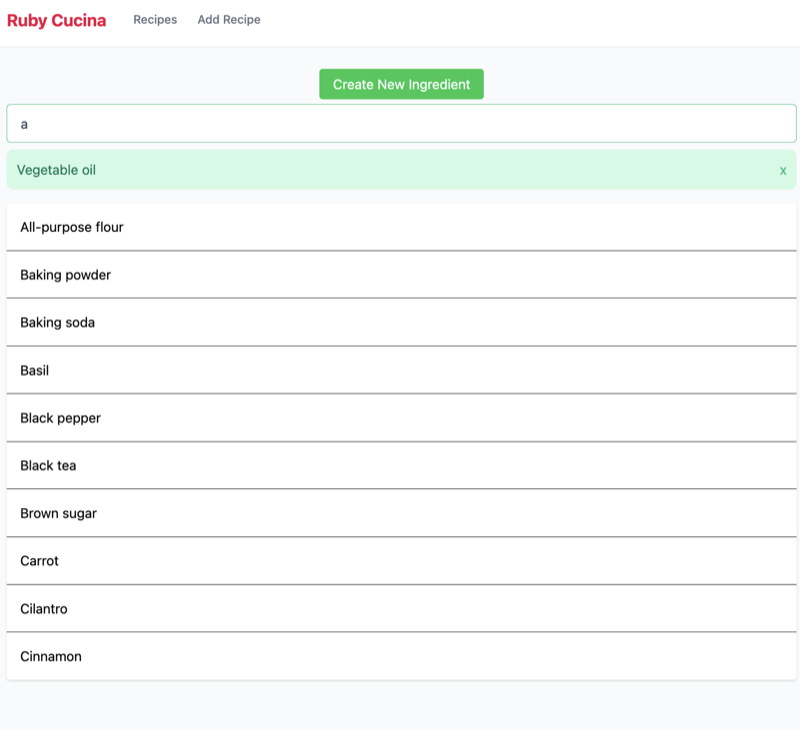 Ruby Cucina Recipes Add Recipe
Create New Ingredient
a
Vegetable oil x
All-purpose flour
Baking powder
Baking soda
Basil
Black pepper
Black tea
Brown sugar
Carrot
Cilantro
Cinnamon